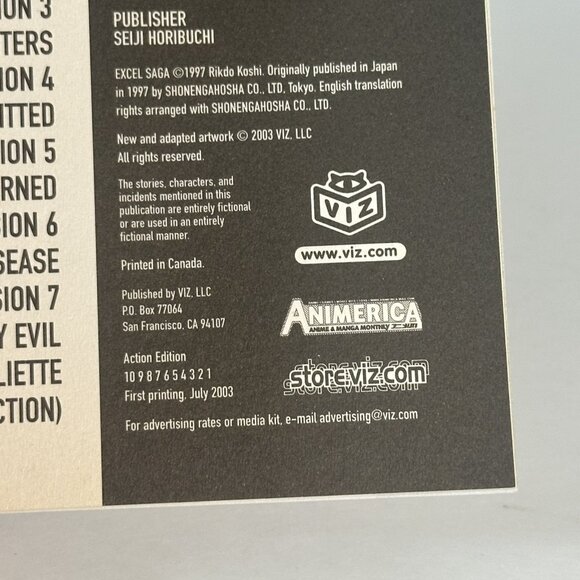 ION 3
TTERS
ION 4
ITTED
ION 5
RNED
SION 6
SEASE
SION 7
Y EVIL
LIETTE
CTION)
PUBLISHER
SEIJI HORIBUCHI
EXCEL SAGA ©1997 Rikdo Koshi. Originally published in Japan
in 1997 by SHONENGAHOSHA CO., LTD. Tokyo. English translation
rights arranged with SHONENGAHOSHA CO., LTD.
New and adapted artwork © 2003 VIZ, LLC
All rights reserved.
The stories, characters, and
incidents mentioned in this
publication are entirely fictional
or are used in an entirely
fictional manner.
Printed in Canada.
Published by VIZ, LLC
P.O. Box 77064
San Francisco, CA 94107
Action Edition
10 9 8 7 6 5 4 3 2 1
First printing, July 2003
For advertising rates or media kit, e-mail advertising@viz.com
VIZ
www.viz.com
ANIMERICA
ANIME & MANGA MONTHLY
store.viz.com